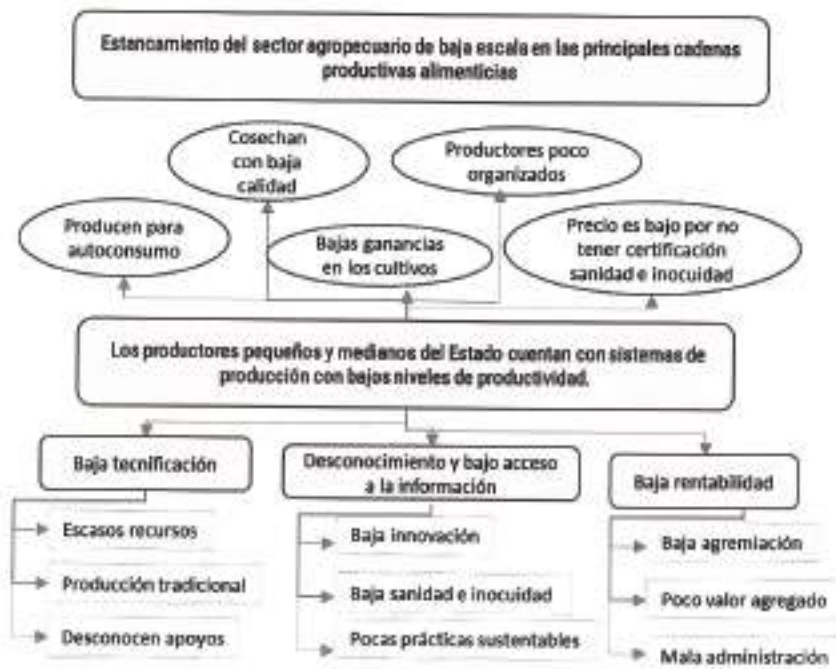 Estancamiento del sector agropecuario de baja escala en las principales cadenas
productivas alimenticias
Cosechan
con baja
calidad
Productores poco
organizados
Producen para
autoconsumo
Bajas ganancias
en los cultivos
Precio es bajo por no
tener certificación
sanidad e inocuidad
Los productores pequeños y medianos del Estado cuentan con sistemas de
producción con bajos niveles de productividad.
Baja tecnificación
Desconocimiento y bajo acceso
a la información
Baja rentabilidad
Escasos recursos
Producción tradicional
Desconocen apoyos
Baja innovación
Baja sanidad e inocuidad
Pocas prácticas sustentables
Baja agremiación
Poco valor agregado
Mala administración